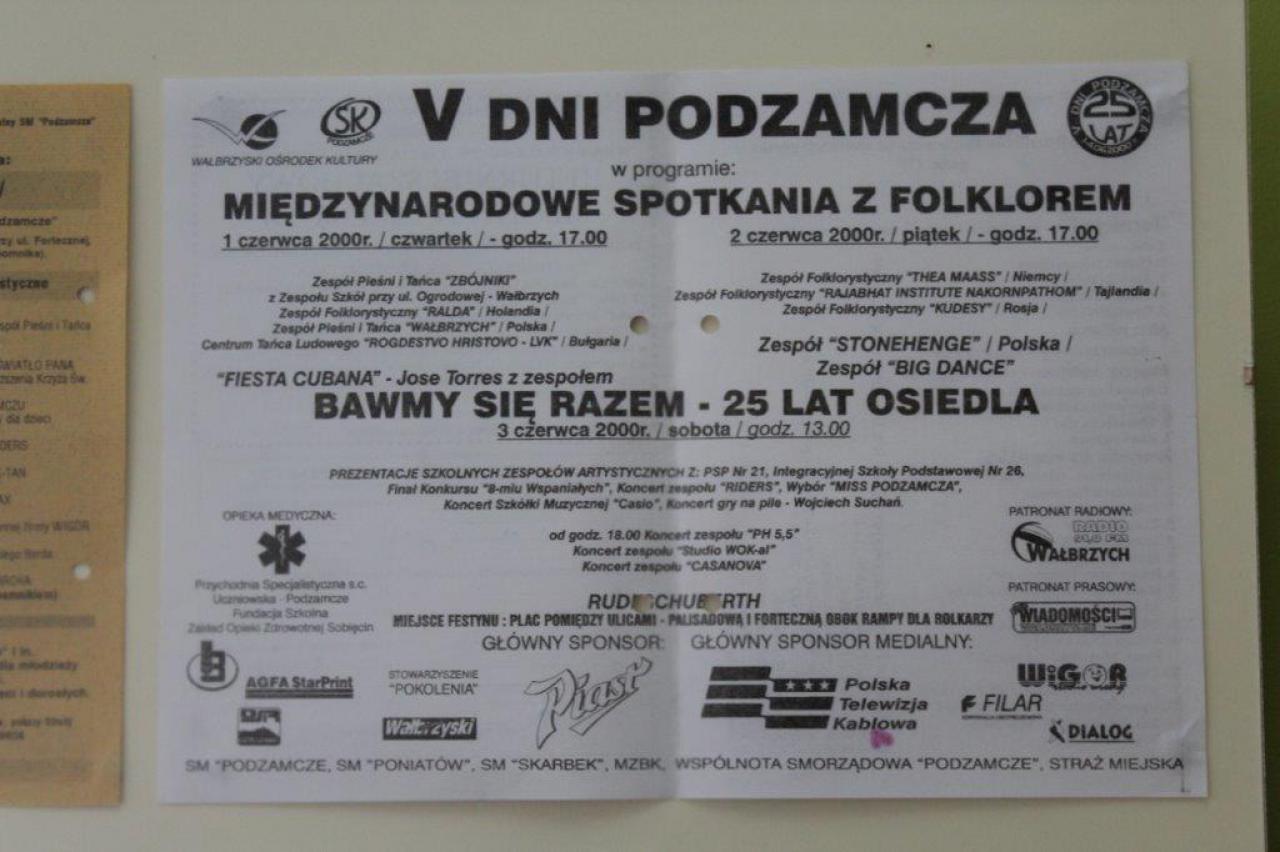 V DNI PODZAMCZA
WAŁBRZYSKI OŚRODEK KULTURY
SK
PODZAMCZE
V DNI PODZAMCZA
25
LAT
w programie:
MIĘDZYNARODOWE SPOTKANIA Z FOLKLOREM
1 czerwca 2000r. / czwartek / - godz. 17.00
Zespół Pieśni i Tańca "ZBÓJNIKI"
z Zespołu Szkół przy ul. Ogrodowej - Wałbrzych
Zespół Folklorystyczny "RALDA" / Holandia /
Zespół Pieśni i Tańca "WAŁBRZYCH" / Polska /
Centrum Tańca Ludowego "ROGDESTVO HRISTOVO - LVK" / Bułgaria /
"FIESTA CUBANA" - Jose Torres z zespołem
2 czerwca 2000r. / piątek / - godz. 17.00
Zespół Folklorystyczny "THEA MAASS" / Niemcy /
Zespół Folklorystyczny "RAJABHAT INSTITUTE NAKORNPATHOM" / Tajlandia /
Zespół Folklorystyczny "KUDESY" / Rosja /
Zespół "STONEHENGE" / Polska /
Zespół "BIG DANCE"
BAWMY SIĘ RAZEM - 25 LAT OSIEDLA
3 czerwca 2000r. / sobota / godz. 13.00
PREZENTACJE SZKOLNYCH ZESPOŁÓW ARTYSTYCZNYCH Z: PSP Nr 21, Integracyjnej Szkoły Podstawowej Nr 26,
Finał Konkursu "8-miu Wspaniałych", Koncert zespołu "RIDERS", Wybór "MISS PODZAMCZA",
Koncert Szkółki Muzycznej "Casio", Koncert gry na pile - Wojciech Suchań.
od godz. 18.00 Koncert zespołu "PH 5,5"
Koncert zespołu "Studio WOK-al"
Koncert zespołu "CASANOVA"
RUDI SCHUBERTH
MIEJSCE FESTYNU : PLAC POMIĘDZY ULICAMI - PALISADOWĄ I FORTECZNĄ OBOK RAMPY DLA ROLKARZY
OPIEKA MEDYCZNA:
Przychodnia Specjalistyczna s.c.
Uczniowska - Podzamcze
Fundacja Szkolna
Zakład Opieki Zdrowotnej Sobięcin
PATRONAT RADIOWY:
RADIO
WAŁBRZYCH
PATRONAT PRASOWY:
WIADOMOŚCI
GŁÓWNY SPONSOR:
GŁÓWNY SPONSOR MEDIALNY:
AGFA StarPrint
STOWARZYSZENIE
"POKOLENIA"
Wałbrzyski
Piast
Polska
Telewizja
Kablowa
WiGOR
FILAR
DIALOG
SM "PODZAMCZE, SM "PONIATÓW", SM "SKARBEK", MZBK, WSPÓLNOTA SMORZĄDOWA "PODZAMCZE", STRAŻ MIEJSKA